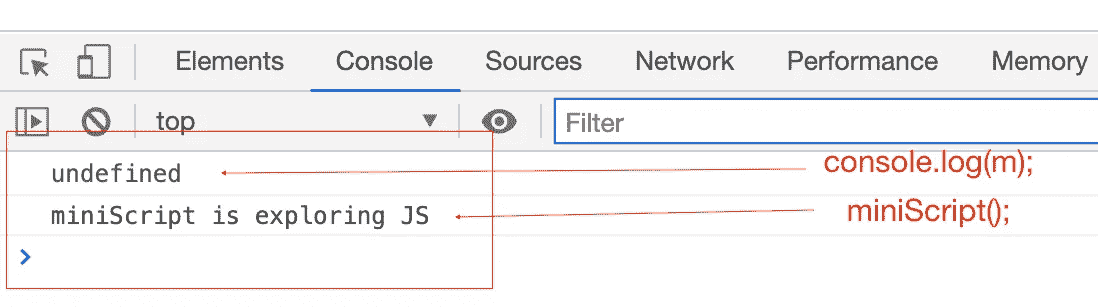 Elements Console Sources Network Performance Memory
top Filter
undefined console.log(m);
miniScript is exploring JS miniScript();